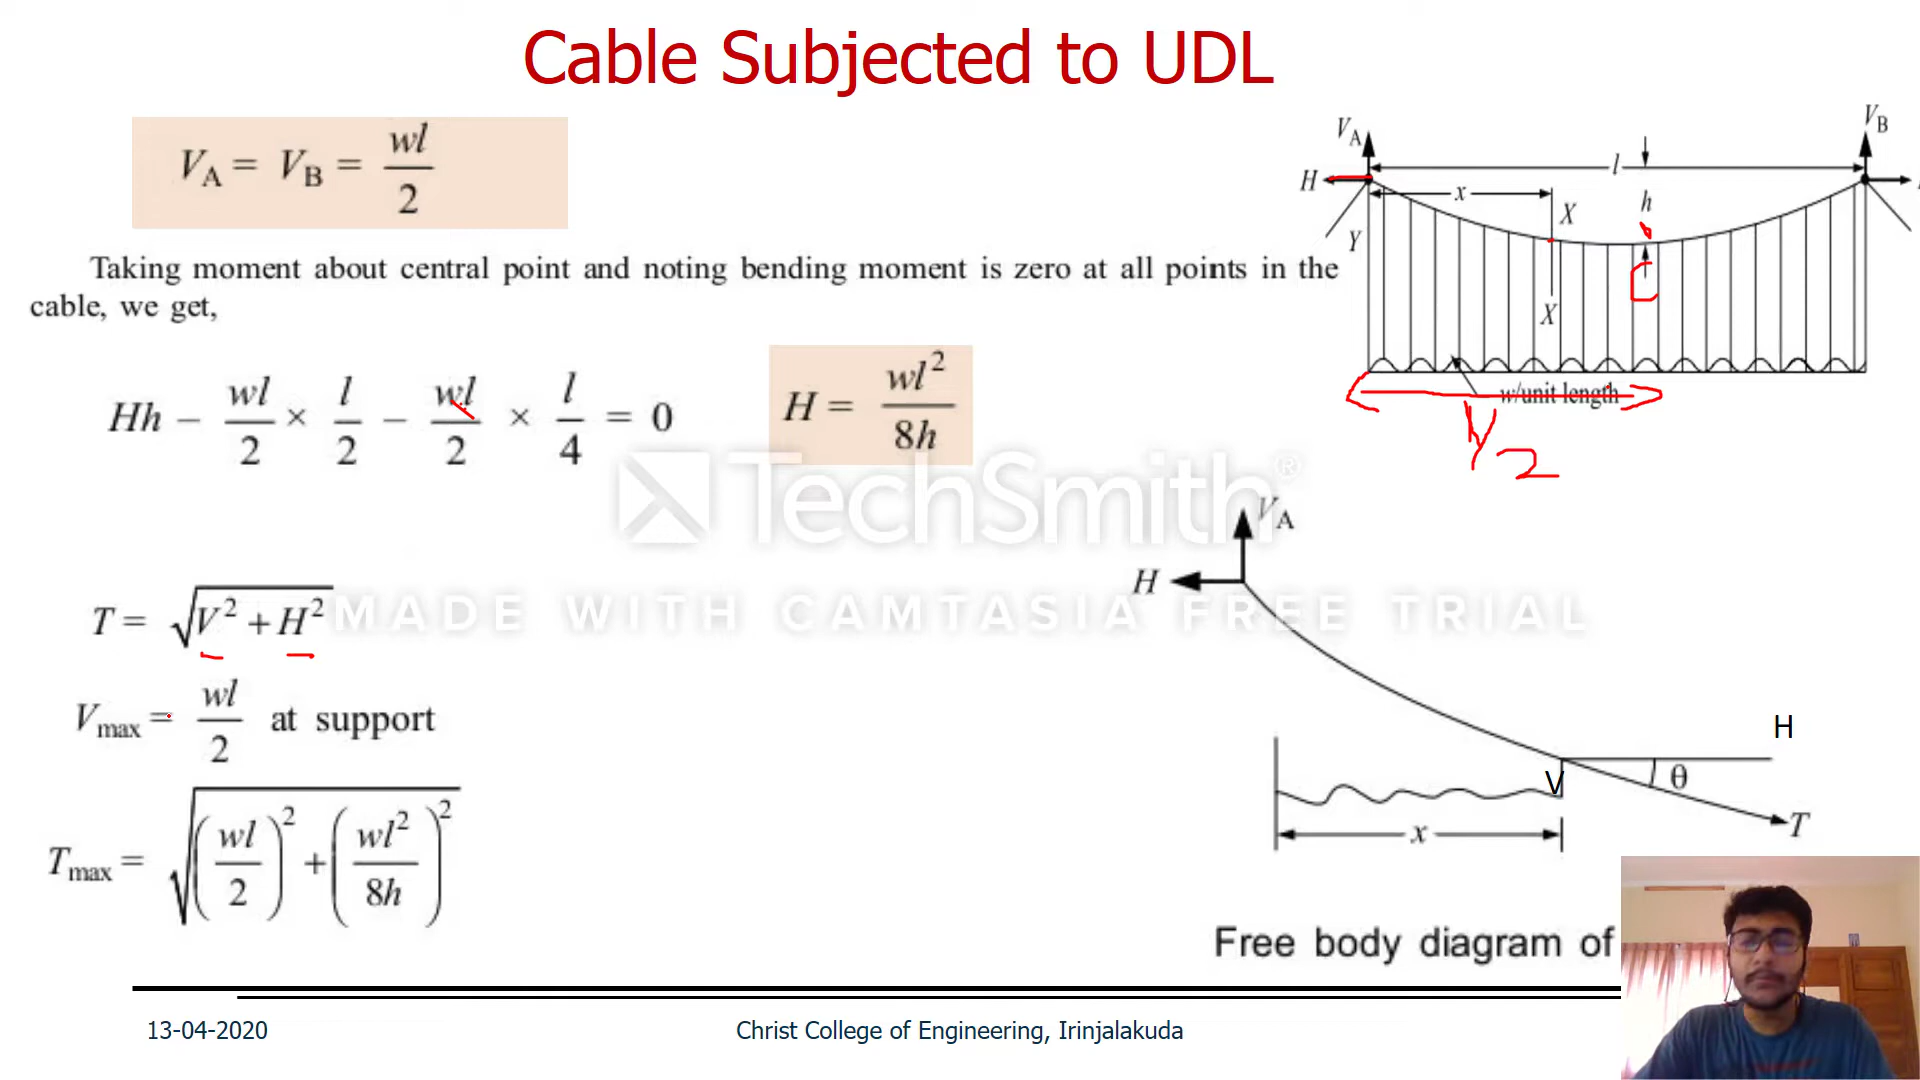 Cable Subjected to UDL
V_A = V_B = wl/2
Taking moment about central point and noting bending moment is zero at all points in the
cable, we get,
Hh − wl/2 × l/2 − wl/2 × l/4 = 0
H = wl²/8h
V_A
V_B
l
H
x
X
h
Y
X
w/unit length
2
TechSmith®
MADE WITH CAMTASIA FREE TRIAL
T = √(V² + H²)
V_max = wl/2 at support
T_max = √((wl/2)² + (wl²/8h)²)
V_A
H
H
V
θ
x
T
Free body diagram of
13-04-2020
Christ College of Engineering, Irinjalakuda